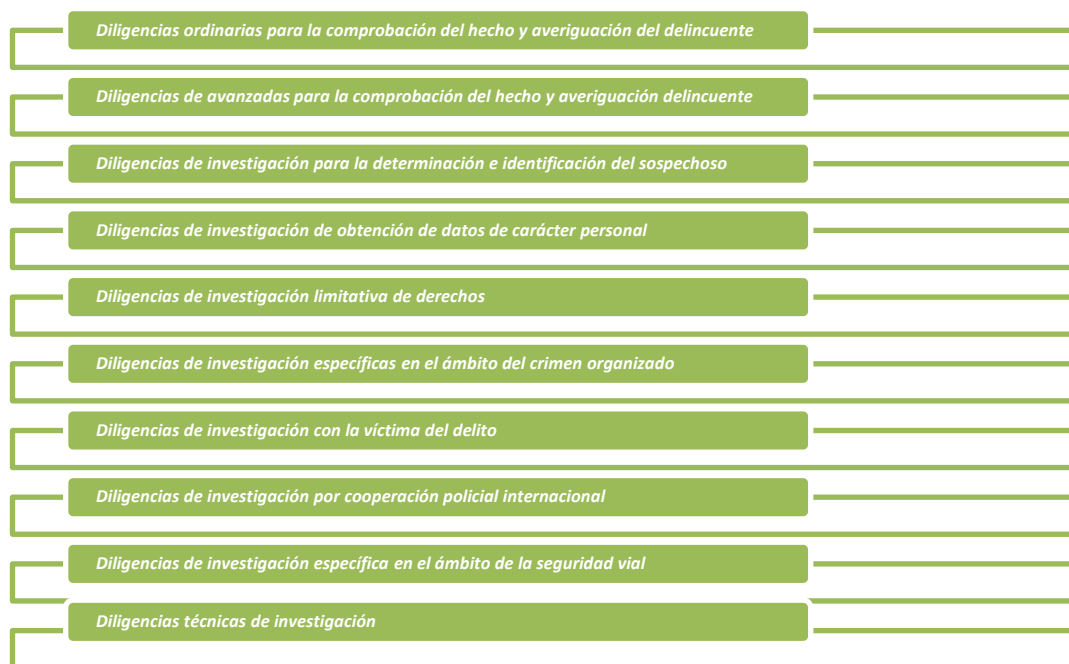 Diligencias ordinarias para la comprobación del hecho y averiguación del delincuente
Diligencias de avanzadas para la comprobación del hecho y averiguación delincuente
Diligencias de investigación para la determinación e identificación del sospechoso
Diligencias de investigación de obtención de datos de carácter personal
Diligencias de investigación limitativa de derechos
Diligencias de investigación específicas en el ámbito del crimen organizado
Diligencias de investigación con la víctima del delito
Diligencias de investigación por cooperación policial internacional
Diligencias de investigación específica en el ámbito de la seguridad vial
Diligencias técnicas de investigación